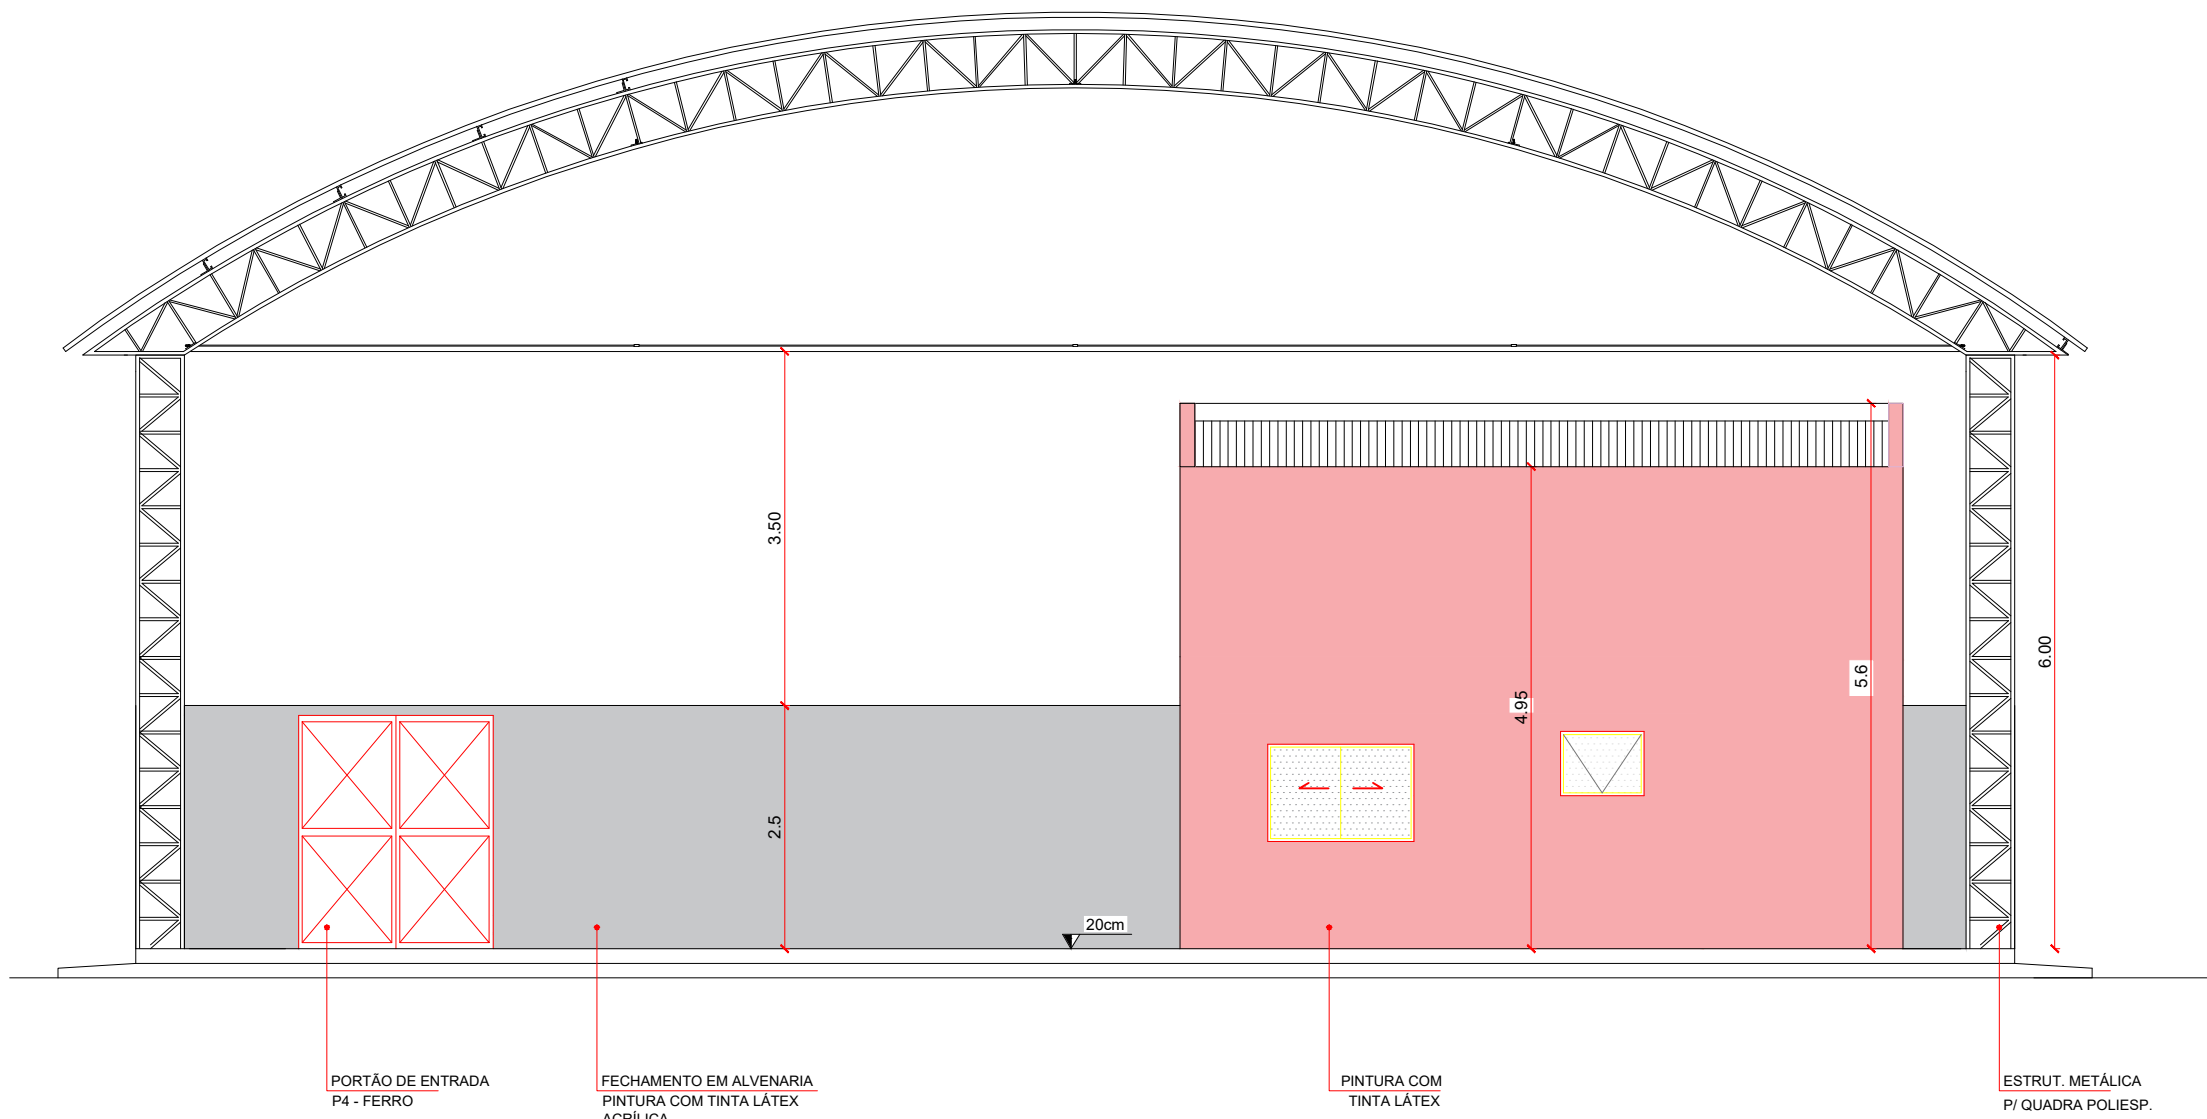 3.50
2.5
4.95
5.6
6.00
20cm
PORTÃO DE ENTRADA
P4 - FERRO
FECHAMENTO EM ALVENARIA
PINTURA COM TINTA LÁTEX
ACRÍLICA
PINTURA COM
TINTA LÁTEX
ESTRUT. METÁLICA
P/ QUADRA POLIESP.